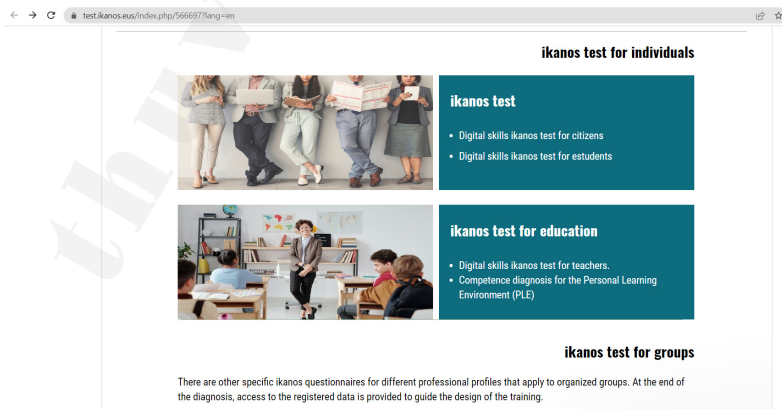 test.ikanos.eus/index.php/566697?lang=en
ikanos test for individuals
ikanos test
• Digital skills ikanos test for citizens
• Digital skills ikanos test for estudents
ikanos test for education
• Digital skills ikanos test for teachers.
• Competence diagnosis for the Personal Learning
Environment (PLE)
ikanos test for groups
There are other specific ikanos questionnaires for different professional profiles that apply to organized groups. At the end of
the diagnosis, access to the registered data is provided to guide the design of the training.